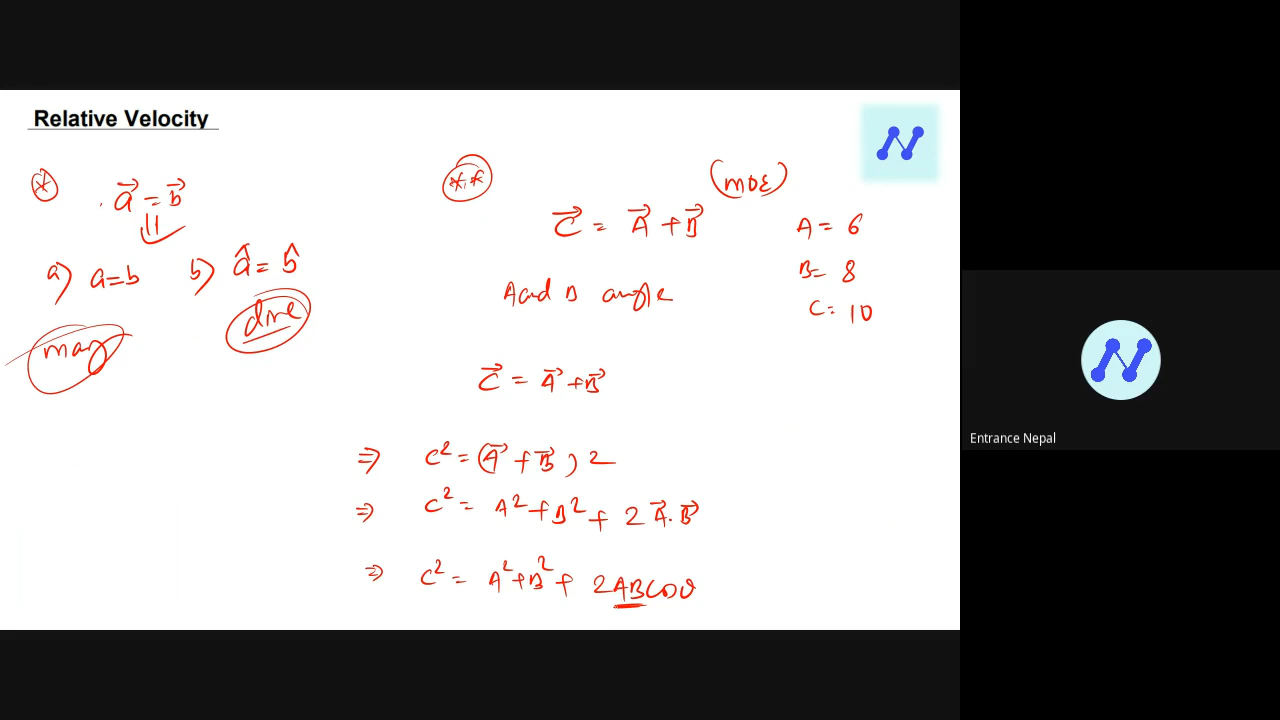 Relative Velocity
* a⃗ = b⃗
a) a=b b) â = b̂
mag
dire
**
(MOE)
C⃗ = A⃗ + B⃗
A = 6
B = 8
C = 10
A and B angle
C⃗ = A⃗ + B⃗
⇒ C² = (A⃗ + B⃗)2
⇒ C² = A² + B² + 2 A⃗.B⃗
⇒ C² = A² + B² + 2ABcosθ
Entrance Nepal